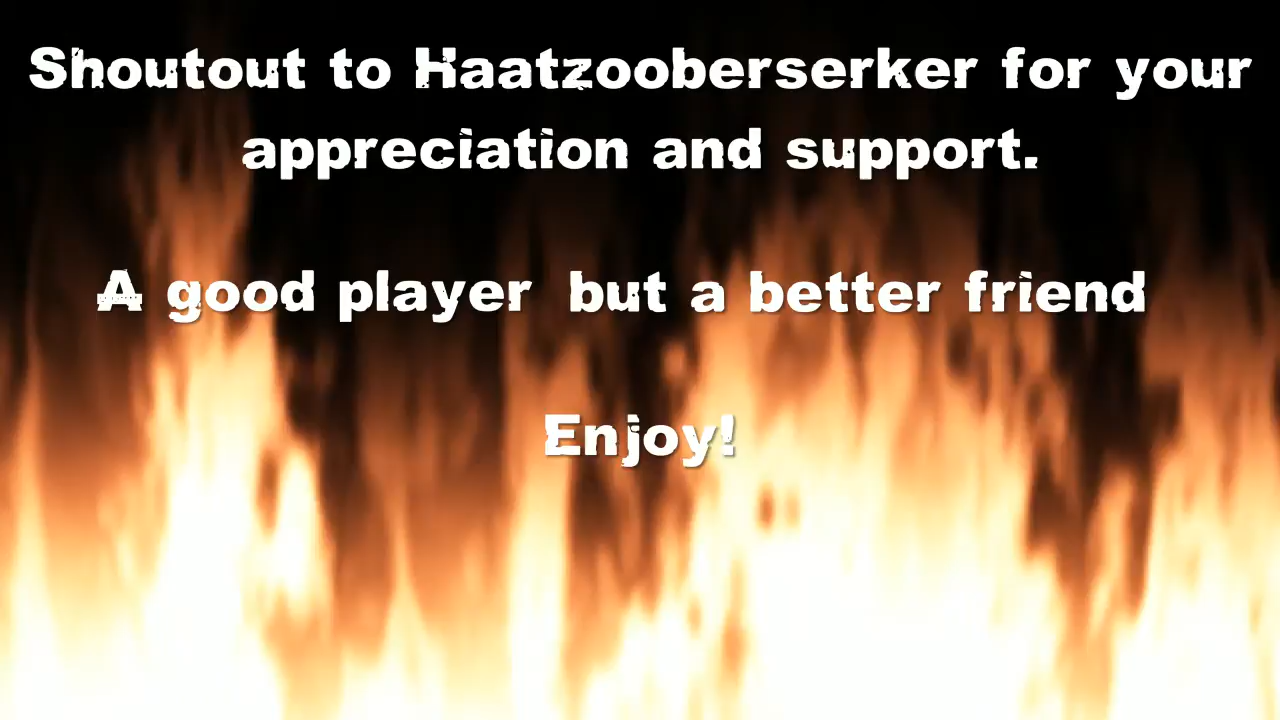 Shoutout to Haatzooberserker for your
appreciation and support.
A good player but a better friend
Enjoy!